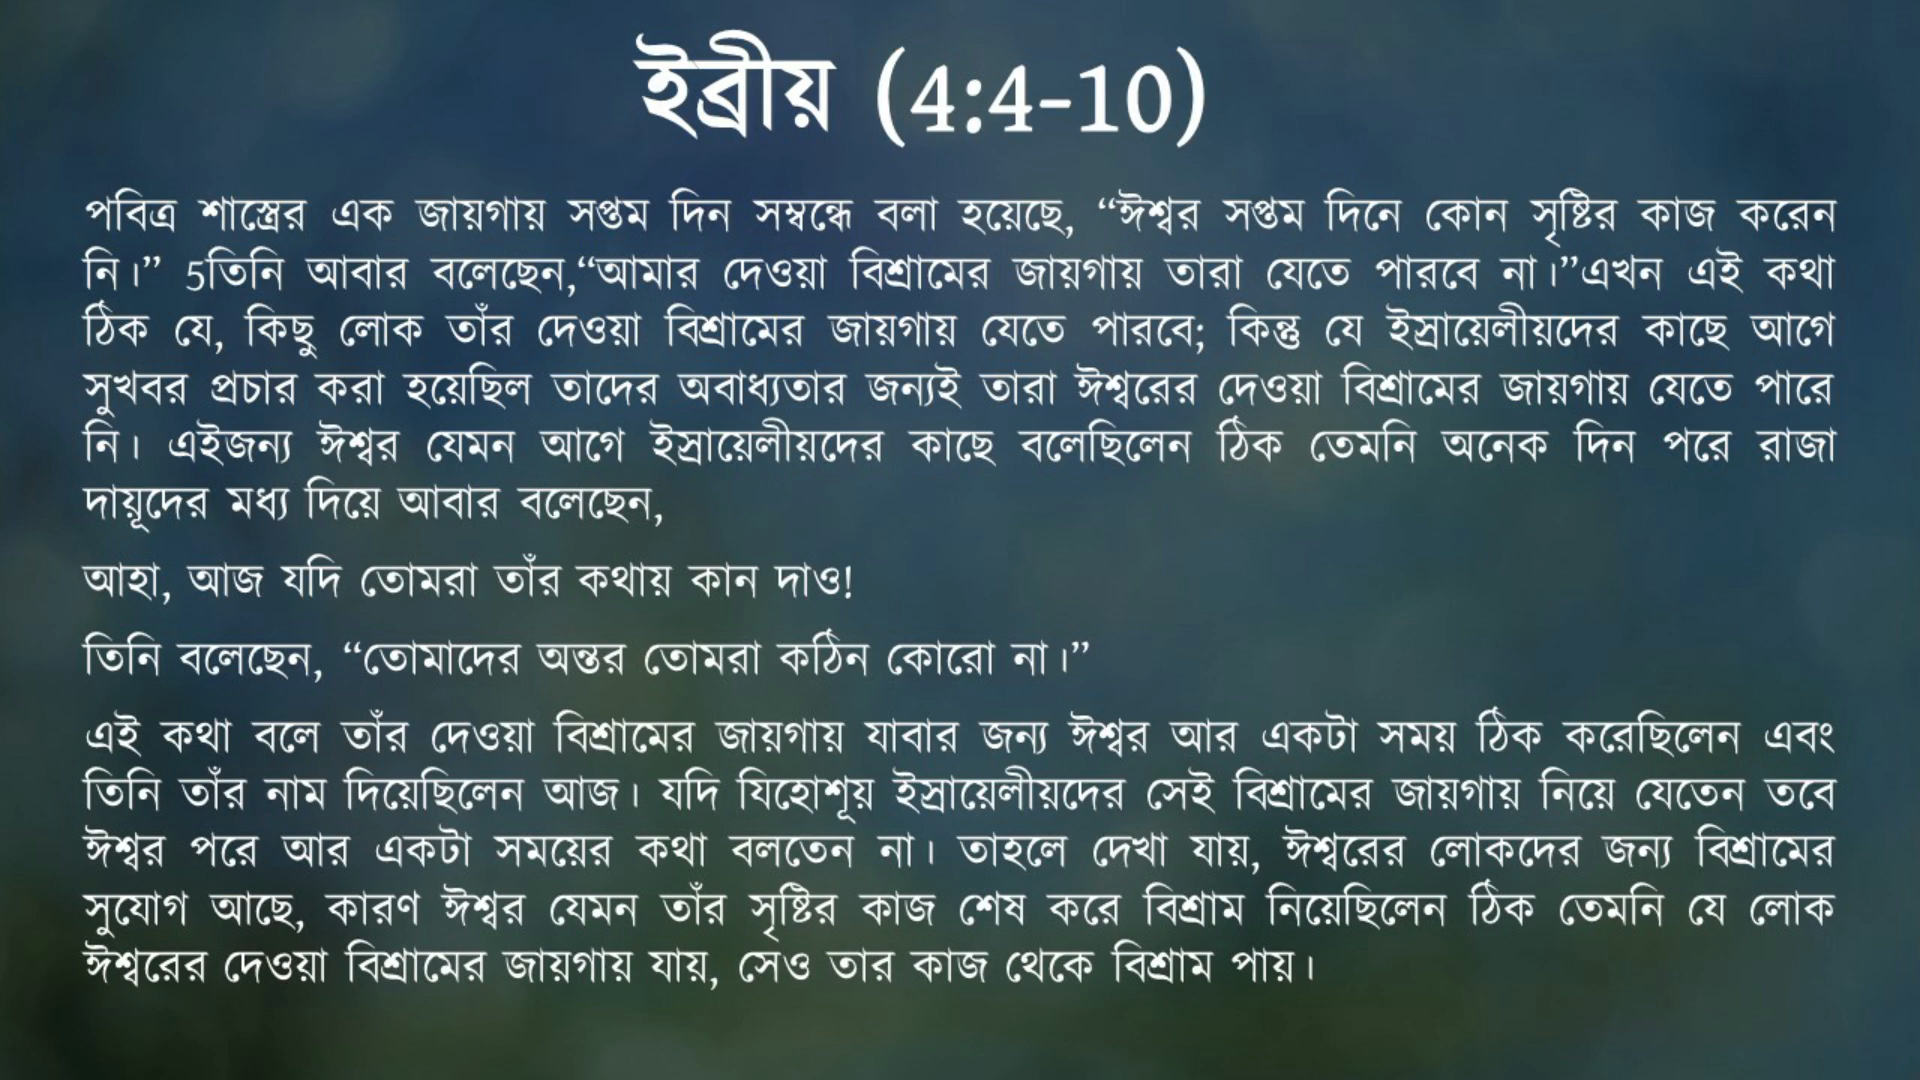 ইব্রীয় (4:4-10)
পবিত্র শাস্ত্রের এক জায়গায় সপ্তম দিন সম্বন্ধে বলা হয়েছে, “ঈশ্বর সপ্তম দিনে কোন সৃষ্টির কাজ করেন
নি।” 5তিনি আবার বলেছেন,“আমার দেওয়া বিশ্রামের জায়গায় তারা যেতে পারবে না।”এখন এই কথা
ঠিক যে, কিছু লোক তাঁর দেওয়া বিশ্রামের জায়গায় যেতে পারবে; কিন্তু যে ইস্রায়েলীয়দের কাছে আগে
সুখবর প্রচার করা হয়েছিল তাদের অবাধ্যতার জন্যই তারা ঈশ্বরের দেওয়া বিশ্রামের জায়গায় যেতে পারে
নি। এইজন্য ঈশ্বর যেমন আগে ইস্রায়েলীয়দের কাছে বলেছিলেন ঠিক তেমনি অনেক দিন পরে রাজা
দায়ূদের মধ্য দিয়ে আবার বলেছেন,
আহা, আজ যদি তোমরা তাঁর কথায় কান দাও!
তিনি বলেছেন, “তোমাদের অন্তর তোমরা কঠিন কোরো না।”
এই কথা বলে তাঁর দেওয়া বিশ্রামের জায়গায় যাবার জন্য ঈশ্বর আর একটা সময় ঠিক করেছিলেন এবং
তিনি তাঁর নাম দিয়েছিলেন আজ। যদি যিহোশূয় ইস্রায়েলীয়দের সেই বিশ্রামের জায়গায় নিয়ে যেতেন তবে
ঈশ্বর পরে আর একটা সময়ের কথা বলতেন না। তাহলে দেখা যায়, ঈশ্বরের লোকদের জন্য বিশ্রামের
সুযোগ আছে, কারণ ঈশ্বর যেমন তাঁর সৃষ্টির কাজ শেষ করে বিশ্রাম নিয়েছিলেন ঠিক তেমনি যে লোক
ঈশ্বরের দেওয়া বিশ্রামের জায়গায় যায়, সেও তার কাজ থেকে বিশ্রাম পায়।